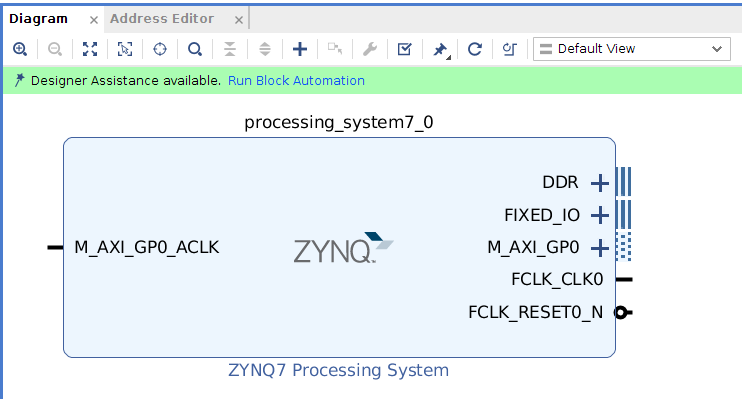 Diagram × Address Editor ×
Default View
Designer Assistance available. Run Block Automation
processing_system7_0
DDR
FIXED_IO
M_AXI_GP0_ACLK ZYNQ M_AXI_GP0
FCLK_CLK0
FCLK_RESET0_N
ZYNQ7 Processing System